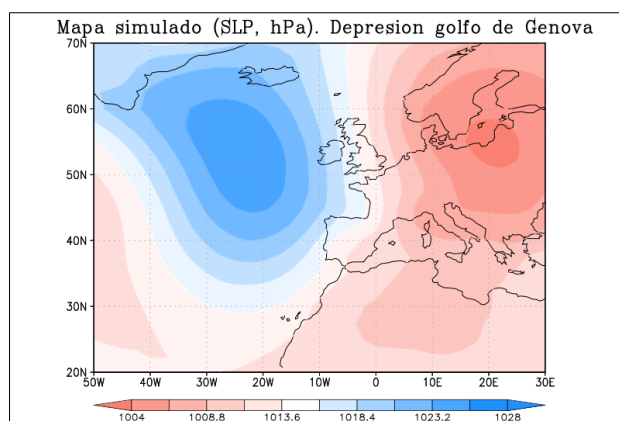 Mapa simulado (SLP, hPa). Depresion golfo de Genova
70N
60N
50N
40N
30N
20N
50W 40W 30W 20W 10W 0 10E 20E 30E
1004 1008.8 1013.6 1018.4 1023.2 1028